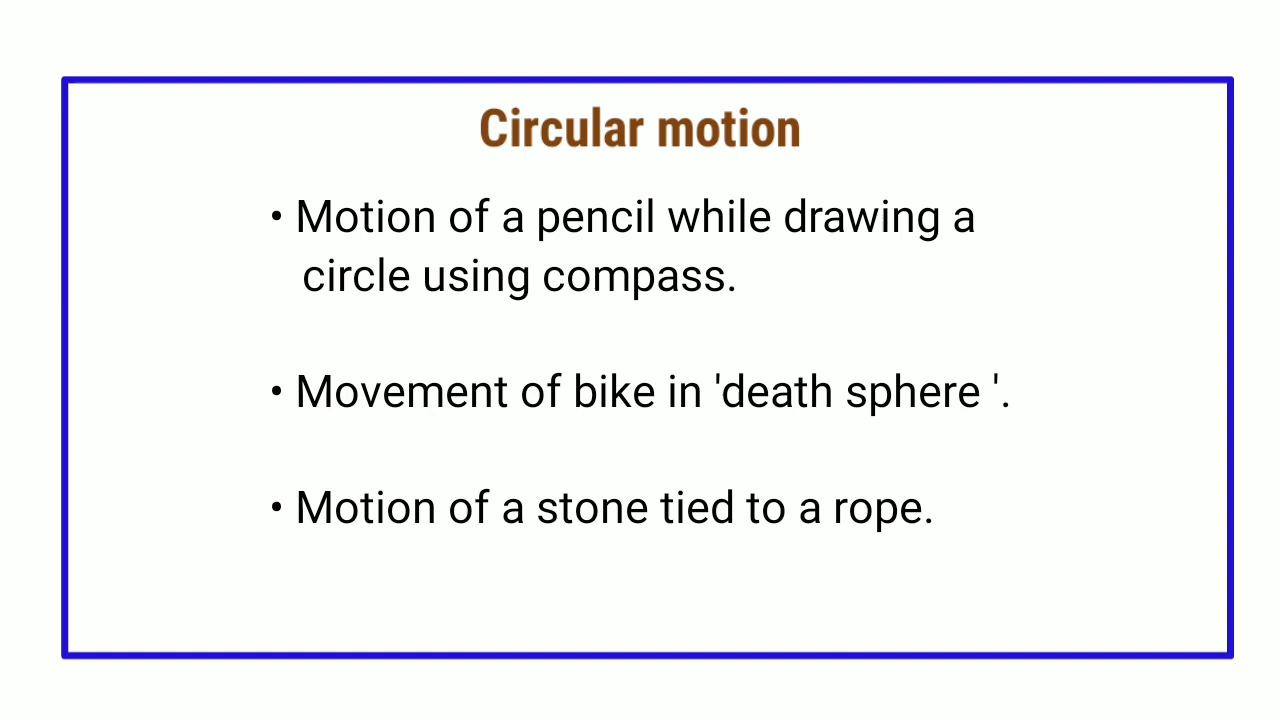 Circular motion
• Motion of a pencil while drawing a
circle using compass.
• Movement of bike in 'death sphere '.
• Motion of a stone tied to a rope.